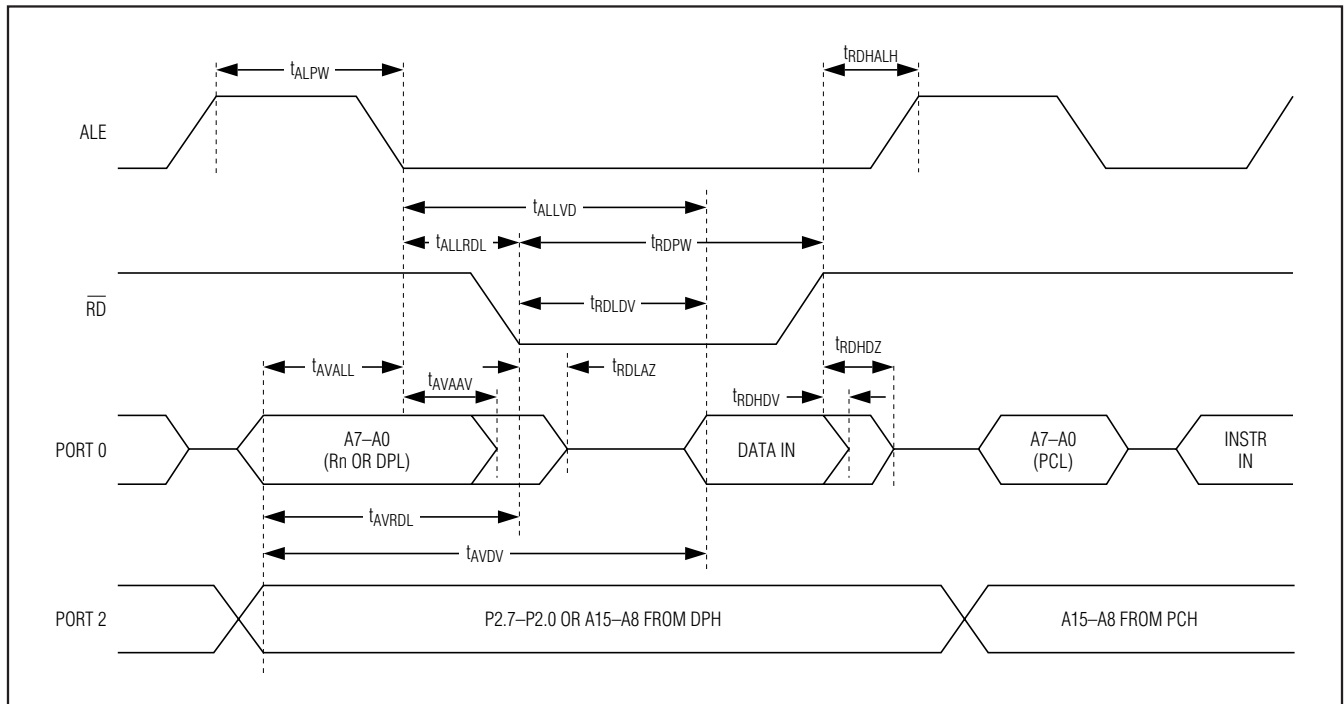 tALPW
tRDHALH
ALE
tALLVD
tALLRDL
tRDPW
RD
tRDLDV
tRDHDZ
tAVALL
tAVAAV
tRDLAZ
tRDHDV
PORT 0
A7–A0
(Rn OR DPL)
DATA IN
A7–A0
(PCL)
INSTR
IN
tAVRDL
tAVDV
PORT 2
P2.7–P2.0 OR A15–A8 FROM DPH
A15–A8 FROM PCH